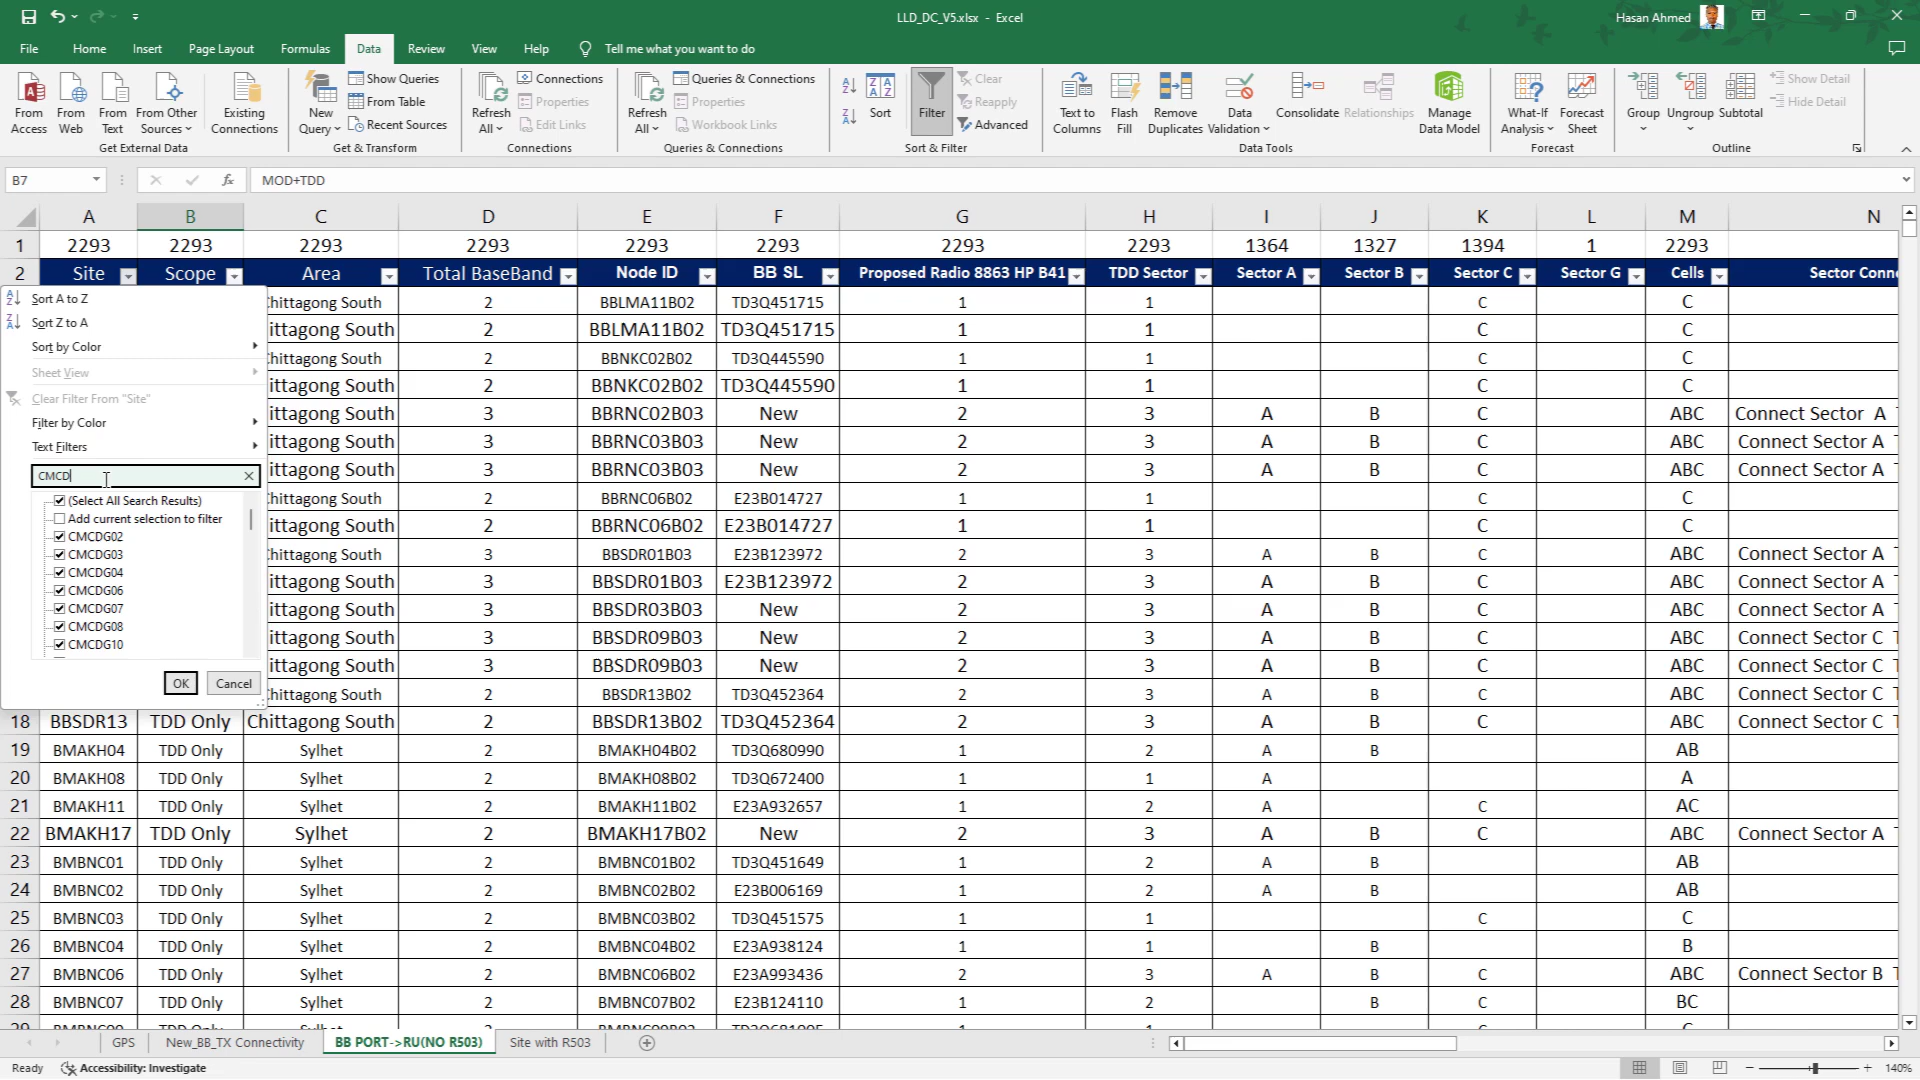 LLD_DC_V5.xlsx - Excel
Hasan Ahmed
File Home Insert Page Layout Formulas Data Review View Help Tell me what you want to do
From Access
From Web
From Text
From Other Sources
Existing Connections
Get External Data
New Query
Show Queries
From Table
Recent Sources
Get & Transform
Refresh All
Connections
Properties
Edit Links
Connections
Refresh All
Queries & Connections
Properties
Workbook Links
Queries & Connections
Sort
Filter
Clear
Reapply
Advanced
Sort & Filter
Text to Columns
Flash Fill
Remove Duplicates
Data Validation
Consolidate
Relationships
Manage Data Model
Data Tools
What-If Analysis
Forecast Sheet
Forecast
Group
Ungroup
Subtotal
Show Detail
Hide Detail
Outline
B7 fx MOD+TDD
A B C D E F G H I J K L M N
1 2293 2293 2293 2293 2293 2293 2293 2293 1364 1327 1394 1 2293
2 Site Scope Area Total BaseBand Node ID BB SL Proposed Radio 8863 HP B41 TDD Sector Sector A Sector B Sector C Sector G Cells Sector Conne
Sort A to Z
Sort Z to A
Sort by Color
Sheet View
Clear Filter From "Site"
Filter by Color
Text Filters
CMCD
(Select All Search Results)
Add current selection to filter
CMCDG02
CMCDG03
CMCDG04
CMCDG06
CMCDG07
CMCDG08
CMCDG10
OK Cancel
Chittagong South 2 BBLMA11B02 TD3Q451715 1 1 C C
ittagong South 2 BBLMA11B02 TD3Q451715 1 1 C C
Chittagong South 2 BBNKC02B02 TD3Q445590 1 1 C C
ittagong South 2 BBNKC02B02 TD3Q445590 1 1 C C
ittagong South 3 BBRNC02B03 New 2 3 A B C ABC Connect Sector A T
ittagong South 3 BBRNC03B03 New 2 3 A B C ABC Connect Sector A T
ittagong South 3 BBRNC03B03 New 2 3 A B C ABC Connect Sector A T
Chittagong South 2 BBRNC06B02 E23B014727 1 1 C C
ittagong South 2 BBRNC06B02 E23B014727 1 1 C C
Chittagong South 3 BBSDR01B03 E23B123972 2 3 A B C ABC Connect Sector A T
ittagong South 3 BBSDR01B03 E23B123972 2 3 A B C ABC Connect Sector A T
ittagong South 3 BBSDR03B03 New 2 3 A B C ABC Connect Sector A T
ittagong South 3 BBSDR09B03 New 2 3 A B C ABC Connect Sector C T
ittagong South 3 BBSDR09B03 New 2 3 A B C ABC Connect Sector C T
Chittagong South 2 BBSDR13B02 TD3Q452364 2 3 A B C ABC Connect Sector C T
18 BBSDR13 TDD Only Chittagong South 2 BBSDR13B02 TD3Q452364 2 3 A B C ABC Connect Sector C T
19 BMAKH04 TDD Only Sylhet 2 BMAKH04B02 TD3Q680990 1 2 A B AB
20 BMAKH08 TDD Only Sylhet 2 BMAKH08B02 TD3Q672400 1 1 A A
21 BMAKH11 TDD Only Sylhet 2 BMAKH11B02 E23A932657 1 2 A C AC
22 BMAKH17 TDD Only Sylhet 2 BMAKH17B02 New 2 3 A B C ABC Connect Sector A T
23 BMBNC01 TDD Only Sylhet 2 BMBNC01B02 TD3Q451649 1 2 A B AB
24 BMBNC02 TDD Only Sylhet 2 BMBNC02B02 E23B006169 1 2 A B AB
25 BMBNC03 TDD Only Sylhet 2 BMBNC03B02 TD3Q451575 1 1 C C
26 BMBNC04 TDD Only Sylhet 2 BMBNC04B02 E23A938124 1 1 B B
27 BMBNC06 TDD Only Sylhet 2 BMBNC06B02 E23A993436 2 3 A B C ABC Connect Sector B T
28 BMBNC07 TDD Only Sylhet 2 BMBNC07B02 E23B124110 1 2 B C BC
GPS New_BB_TX Connectivity BB PORT->RU(NO R503) Site with R503
Ready Accessibility: Investigate 140%